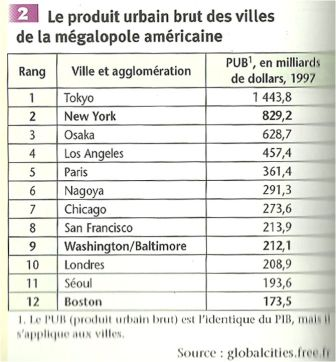 2 Le produit urbain brut des villes
de la mégalopole américaine
Rang Ville et agglomération PUB¹, en milliards
de dollars, 1997
1 Tokyo 1 443,8
2 New York 829,2
3 Osaka 628,7
4 Los Angeles 457,4
5 Paris 361,4
6 Nagoya 291,3
7 Chicago 273,6
8 San Francisco 213,9
9 Washington/Baltimore 212,1
10 Londres 208,9
11 Séoul 193,6
12 Boston 173,5
1. Le PUB (produit urbain brut) est l'identique du PIB, mais il
s'applique aux villes.
Source : globalcities.free.fr